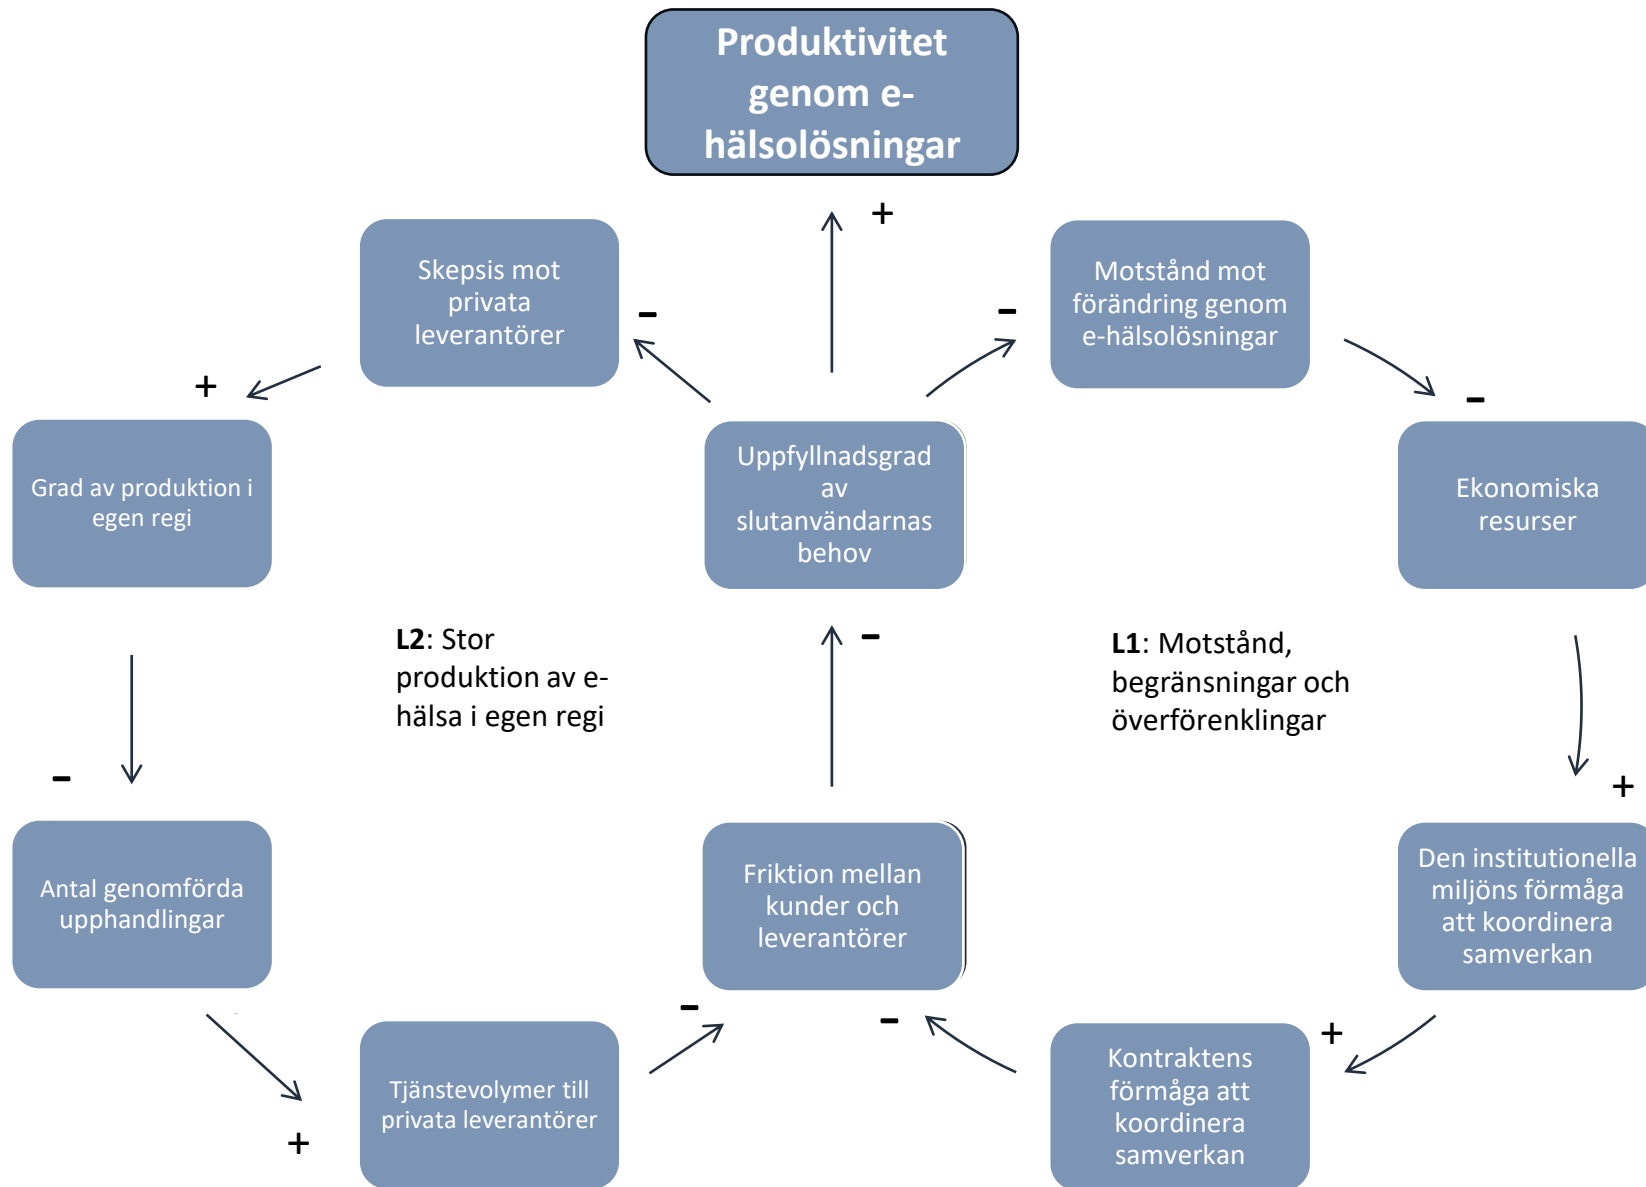 Produktivitet
genom e-
hälsolösningar
+
Skepsis mot
privata
leverantörer
-
-
Motstånd mot
förändring genom
e-hälsolösningar
+
-
Grad av produktion i
egen regi
Uppfyllnadsgrad
av
slutanvändarnas
behov
Ekonomiska
resurser
L2: Stor
produktion av e-
hälsa i egen regi
-
L1: Motstånd,
begränsningar och
överförenklingar
-
+
Antal genomförda
upphandlingar
Friktion mellan
kunder och
leverantörer
Den institutionella
miljöns förmåga
att koordinera
samverkan
-
-
+
+
Tjänstevolymer till
privata leverantörer
Kontraktens
förmåga att
koordinera
samverkan